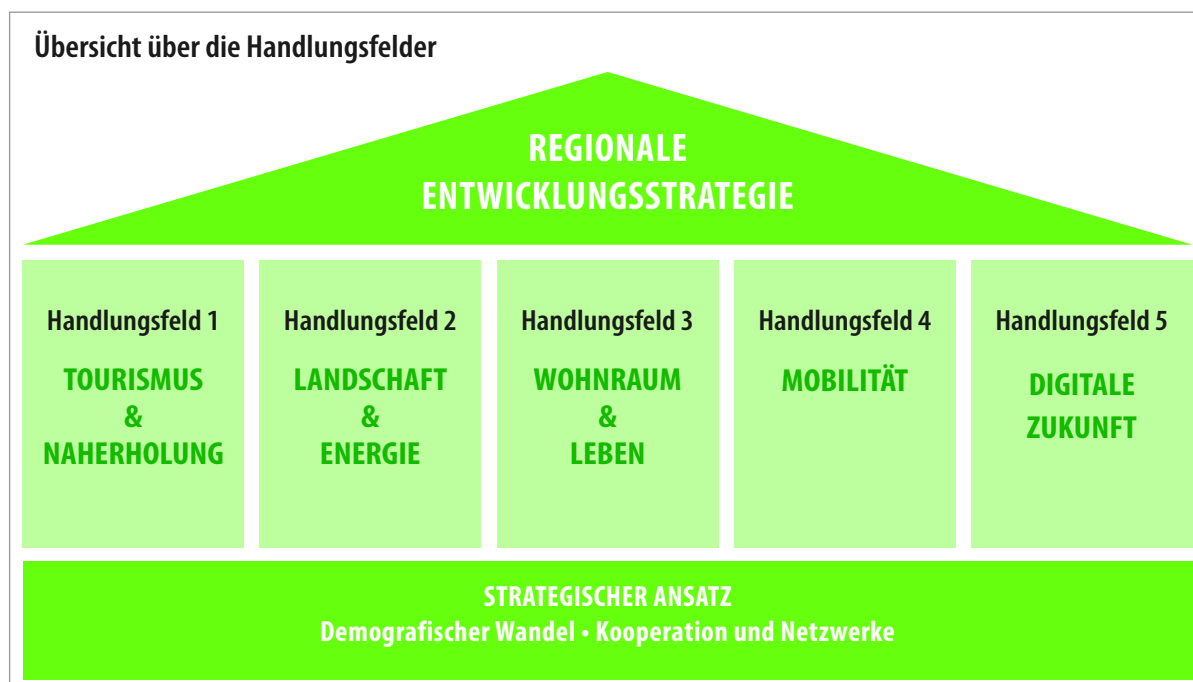 Übersicht über die Handlungsfelder
REGIONALE
ENTWICKLUNGSSTRATEGIE
Handlungsfeld 1
TOURISMUS
&
NAHERHOLUNG
Handlungsfeld 2
LANDSCHAFT
&
ENERGIE
Handlungsfeld 3
WOHNRAUM
&
LEBEN
Handlungsfeld 4
MOBILITÄT
Handlungsfeld 5
DIGITALE
ZUKUNFT
STRATEGISCHER ANSATZ
Demografischer Wandel • Kooperation und Netzwerke